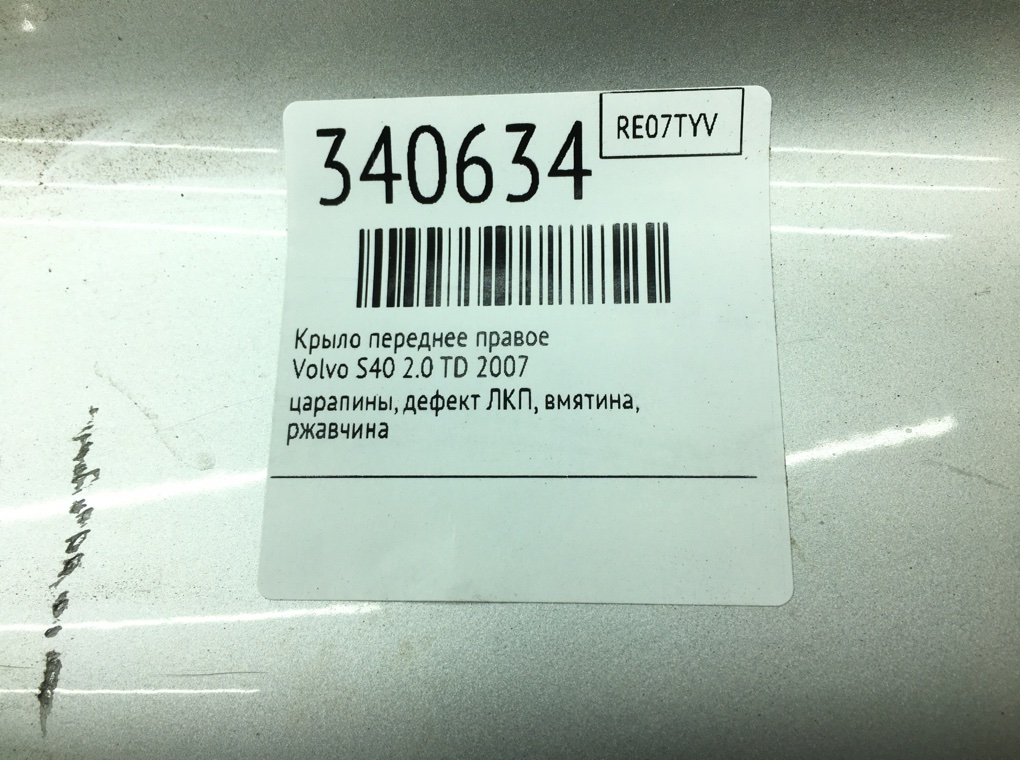 340634
RE07TYV
Крыло переднее правое
Volvo S40 2.0 TD 2007
царапины, дефект ЛКП, вмятина,
ржавчина